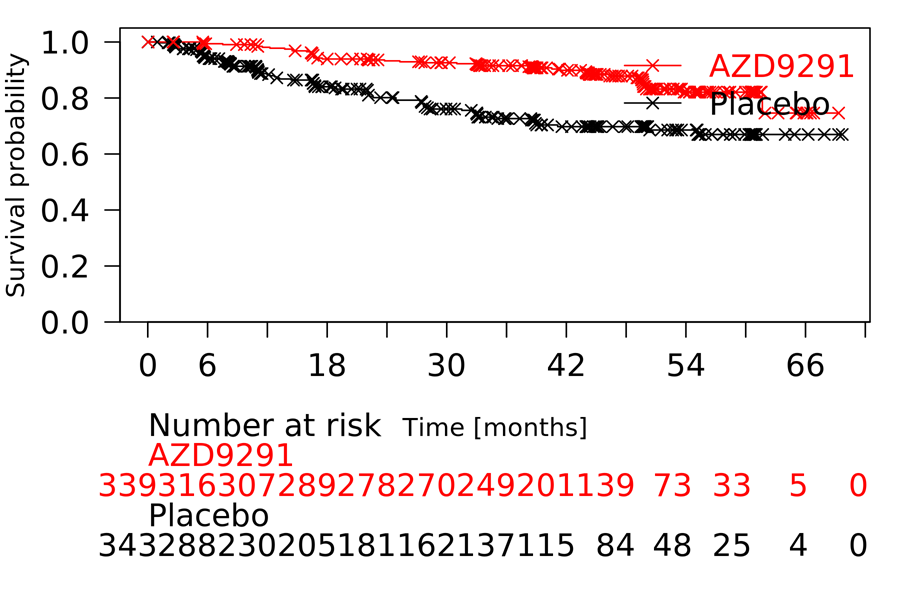 Survival probability
1.0
0.8
0.6
0.4
0.2
0.0
AZD9291
Placebo
0 6 18 30 42 54 66
Number at risk Time [months]
AZD9291
339316307289278270249201139 73 33 5 0
Placebo
343288230205181162137115 84 48 25 4 0